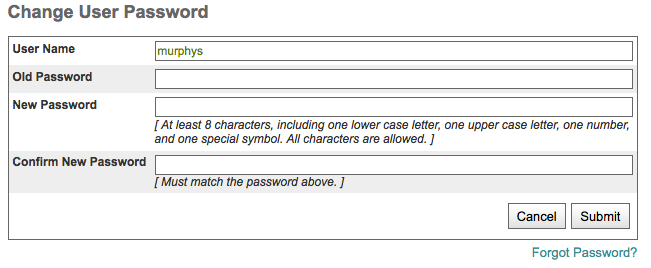 Change User Password
User Name murphys
Old Password
New Password
[ At least 8 characters, including one lower case letter, one upper case letter, one number,
and one special symbol. All characters are allowed. ]
Confirm New Password
[ Must match the password above. ]
Cancel Submit
Forgot Password?